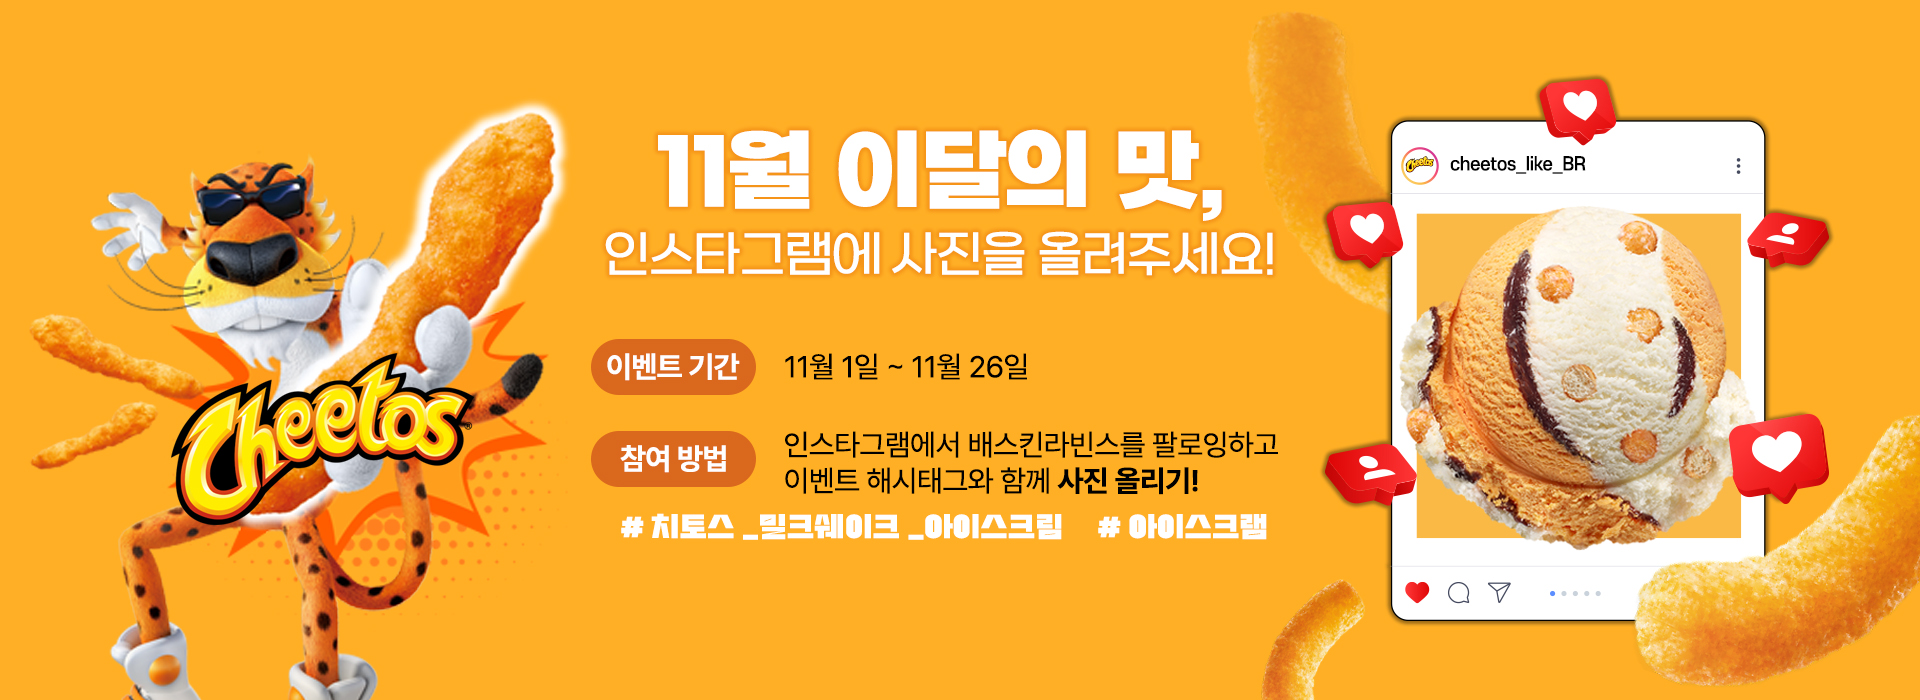 11월 이달의 맛,
인스타그램에 사진을 올려주세요!
이벤트 기간
11월 1일 ~ 11월 26일
참여 방법
인스타그램에서 배스킨라빈스를 팔로잉하고
이벤트 해시태그와 함께 사진 올리기!
# 치토스 _밀크쉐이크 _아이스크림 # 아이스크램
Cheetos
Cheetos
cheetos_like_BR